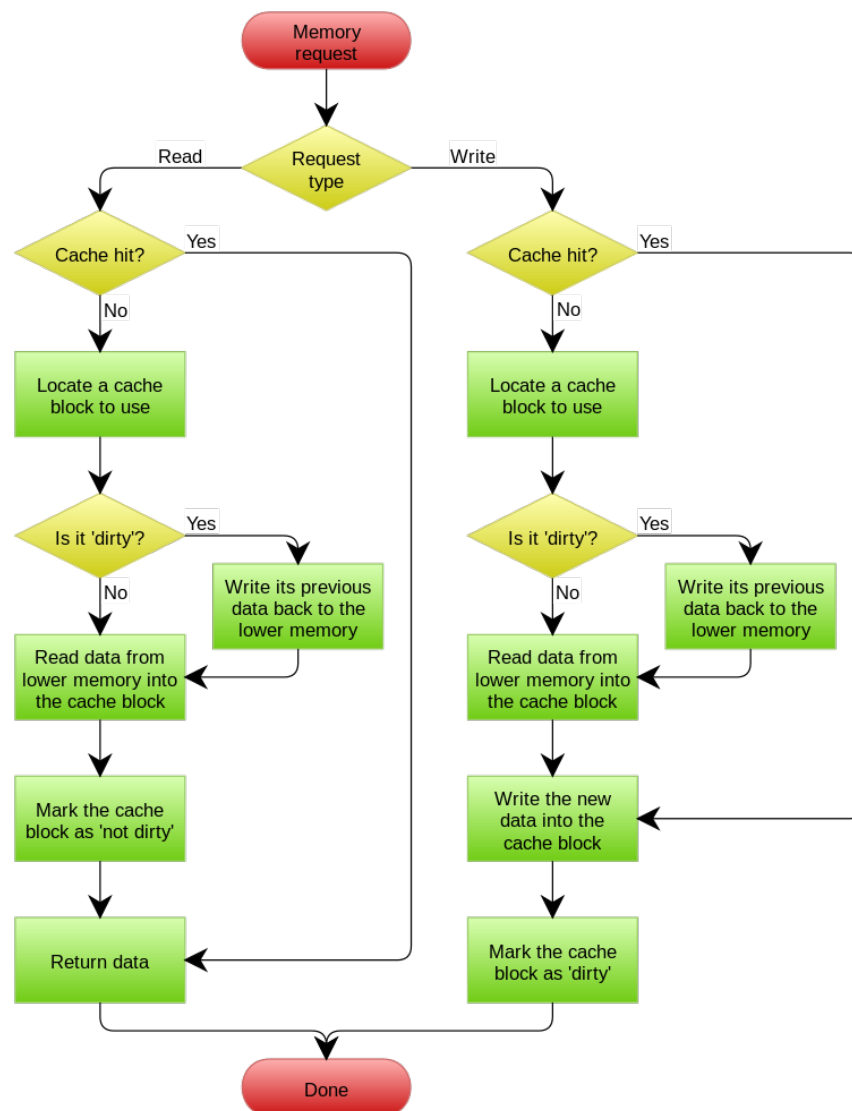 Memory
request
Request
type
Read
Write
Cache hit?
Yes
No
Locate a cache
block to use
Is it 'dirty'?
Yes
No
Write its previous
data back to the
lower memory
Read data from
lower memory into
the cache block
Mark the cache
block as 'not dirty'
Return data
Cache hit?
Yes
No
Locate a cache
block to use
Is it 'dirty'?
Yes
No
Write its previous
data back to the
lower memory
Read data from
lower memory into
the cache block
Write the new
data into the
cache block
Mark the cache
block as 'dirty'
Done